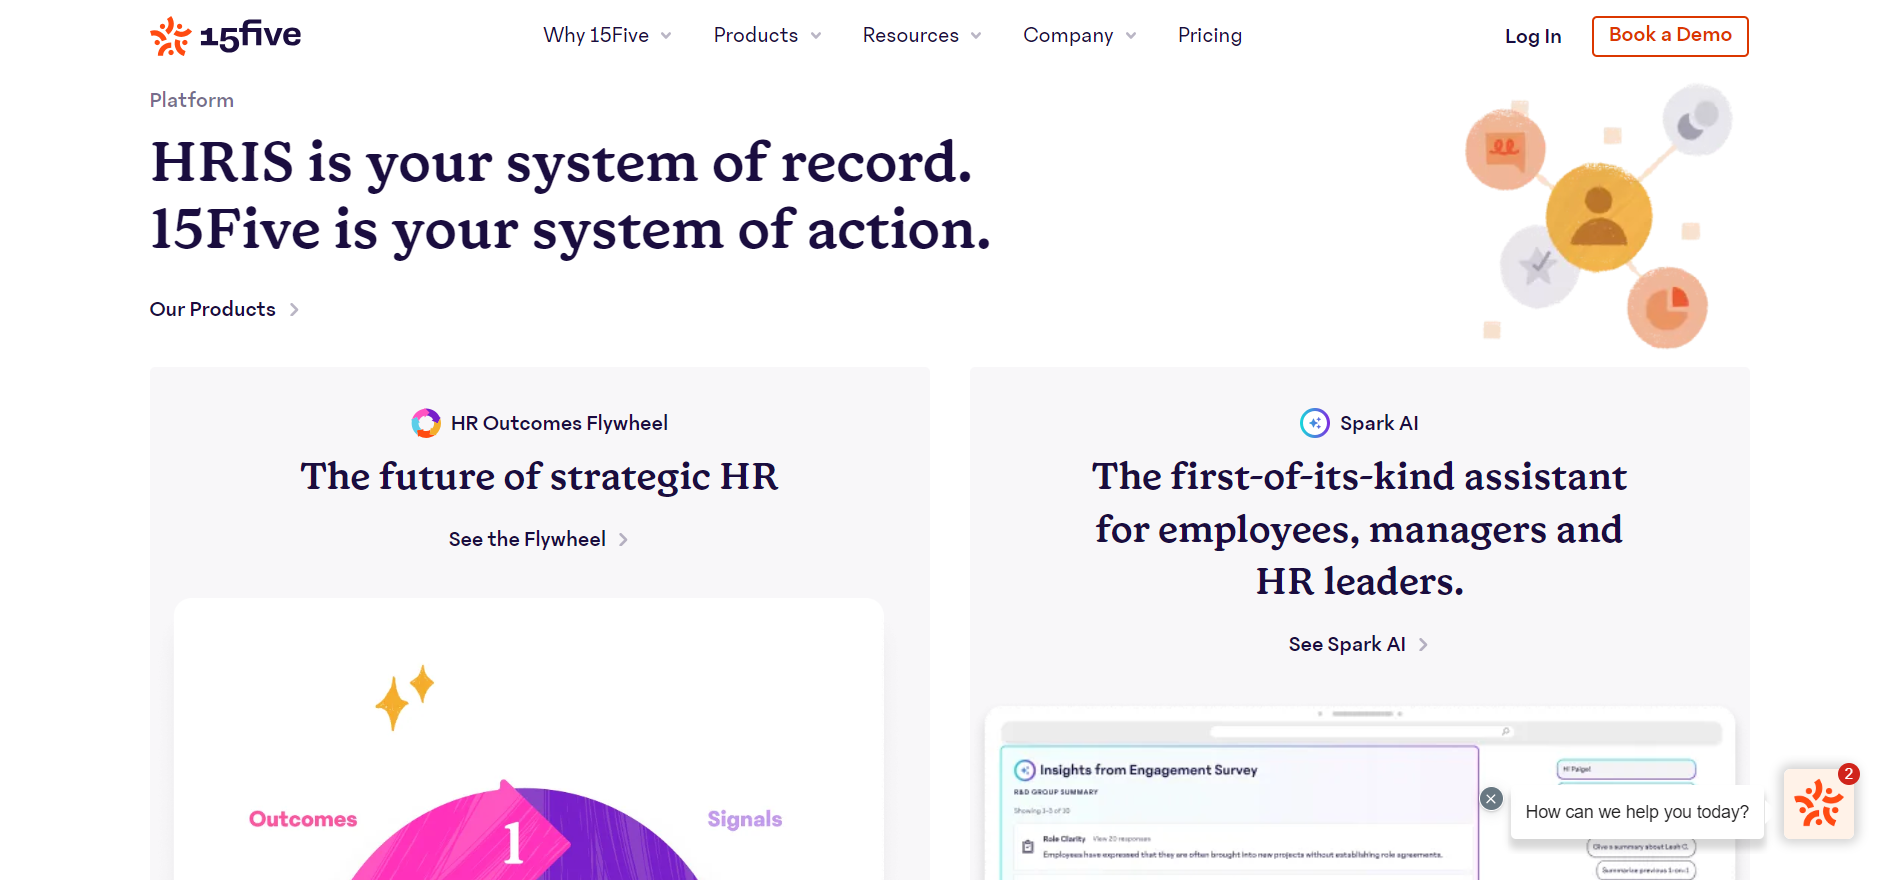 15five
Why 15Five
Products
Resources
Company
Pricing
Log In
Book a Demo
Platform
HRIS is your system of record.
15Five is your system of action.
Our Products
HR Outcomes Flywheel
The future of strategic HR
See the Flywheel
Outcomes
Signals
1
Spark AI
The first-of-its-kind assistant
for employees, managers and
HR leaders.
See Spark AI
Insights from Engagement Survey
R&D GROUP SUMMARY
Showing 1-3 of 10
Role Clarity View 20 responses
Employees have expressed that they are often brought into new projects without establishing role agreements.
Hi Paige!
How can we help you today?
2
Give a summary about Leah C.
Summarize previous 1-on-1